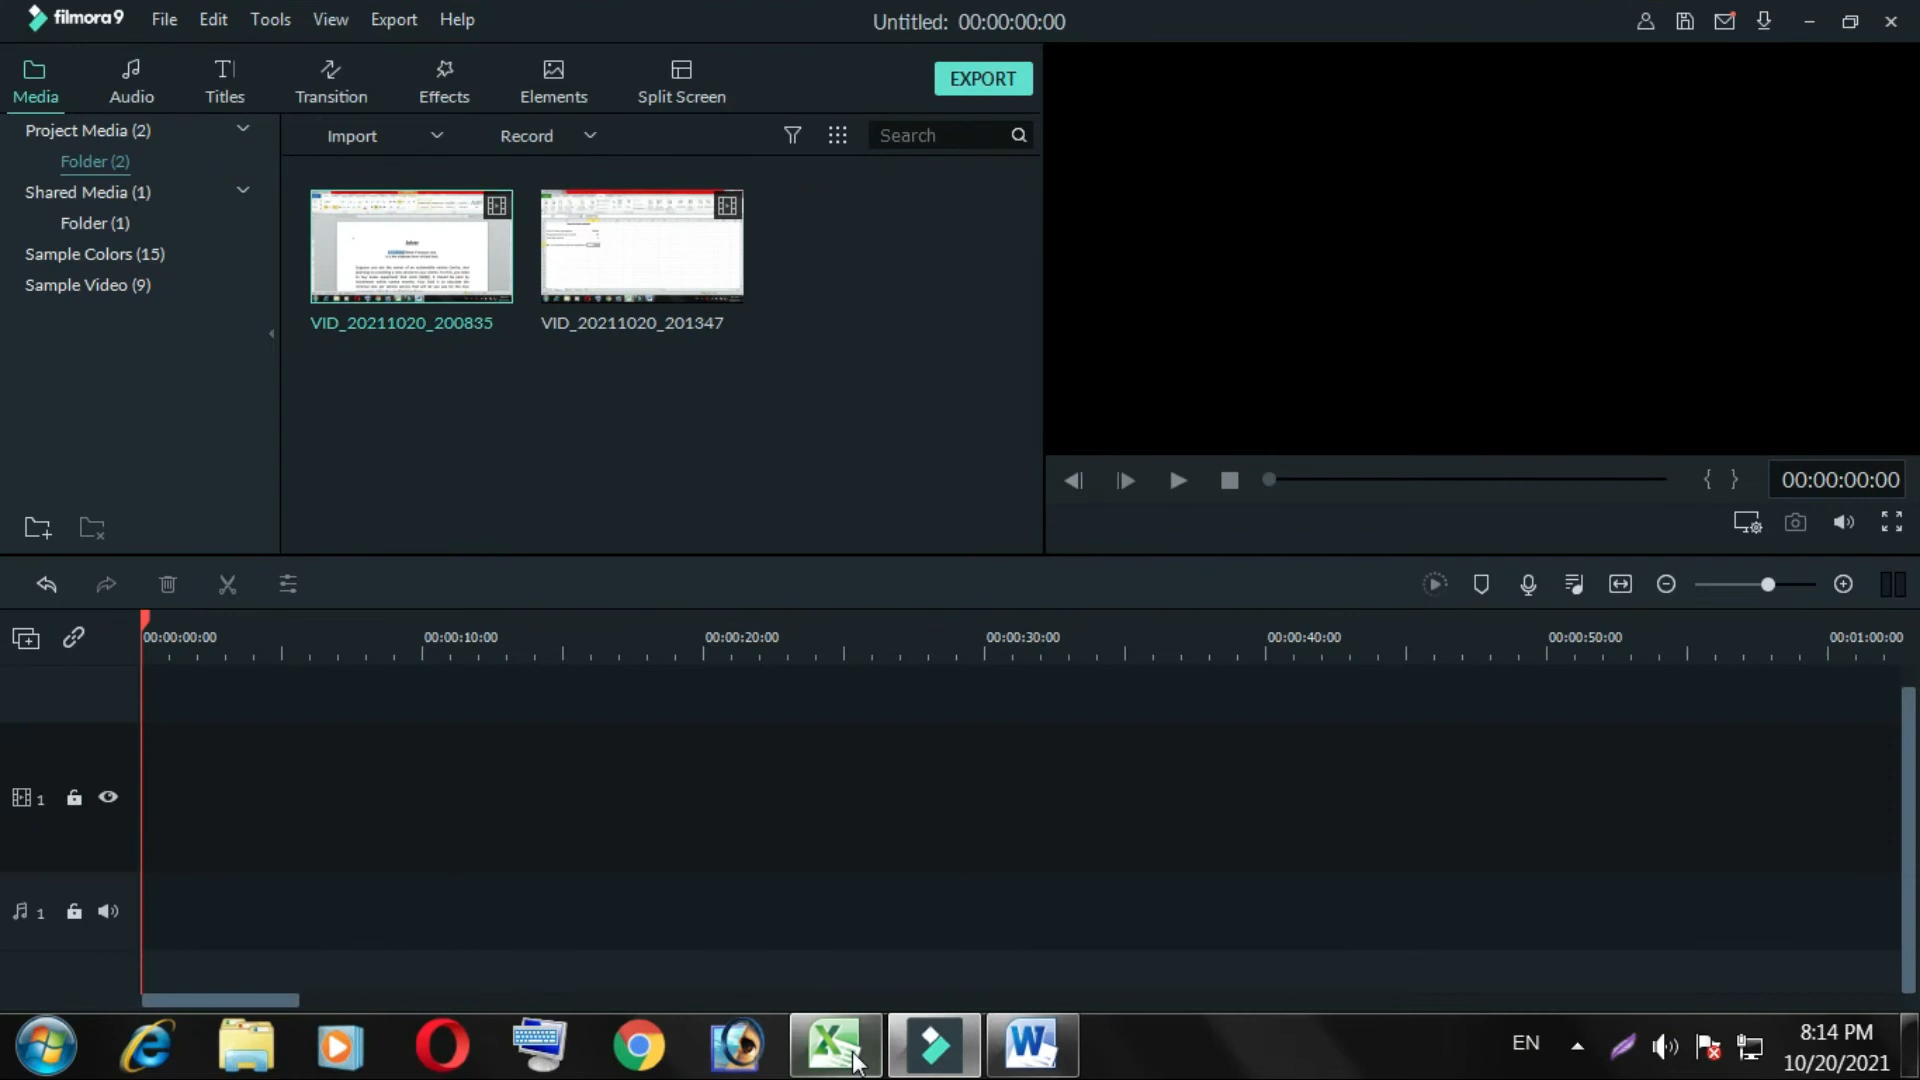 filmora9 File Edit Tools View Export Help Untitled: 00:00:00:00
Media Audio Titles Transition Effects Elements Split Screen EXPORT
Project Media (2)
Folder (2)
Shared Media (1)
Folder (1)
Sample Colors (15)
Sample Video (9)
Import Record Search
VID_20211020_200835 VID_20211020_201347
00:00:00:00
00:00:00:00 00:00:10:00 00:00:20:00 00:00:30:00 00:00:40:00 00:00:50:00 00:01:00:00
1
1
EN 8:14 PM
10/20/2021